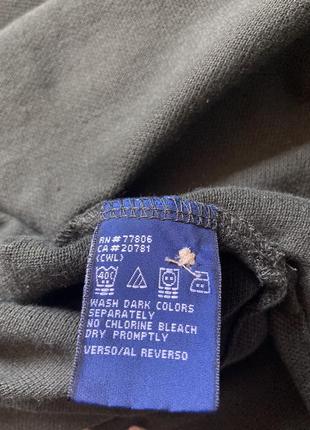 RN#77806
CA#20781
(CWL)
40
WASH DARK COLORS
SEPARATELY
NO CHLORINE BLEACH
DRY PROMPTLY
VERSO/AL REVERSO